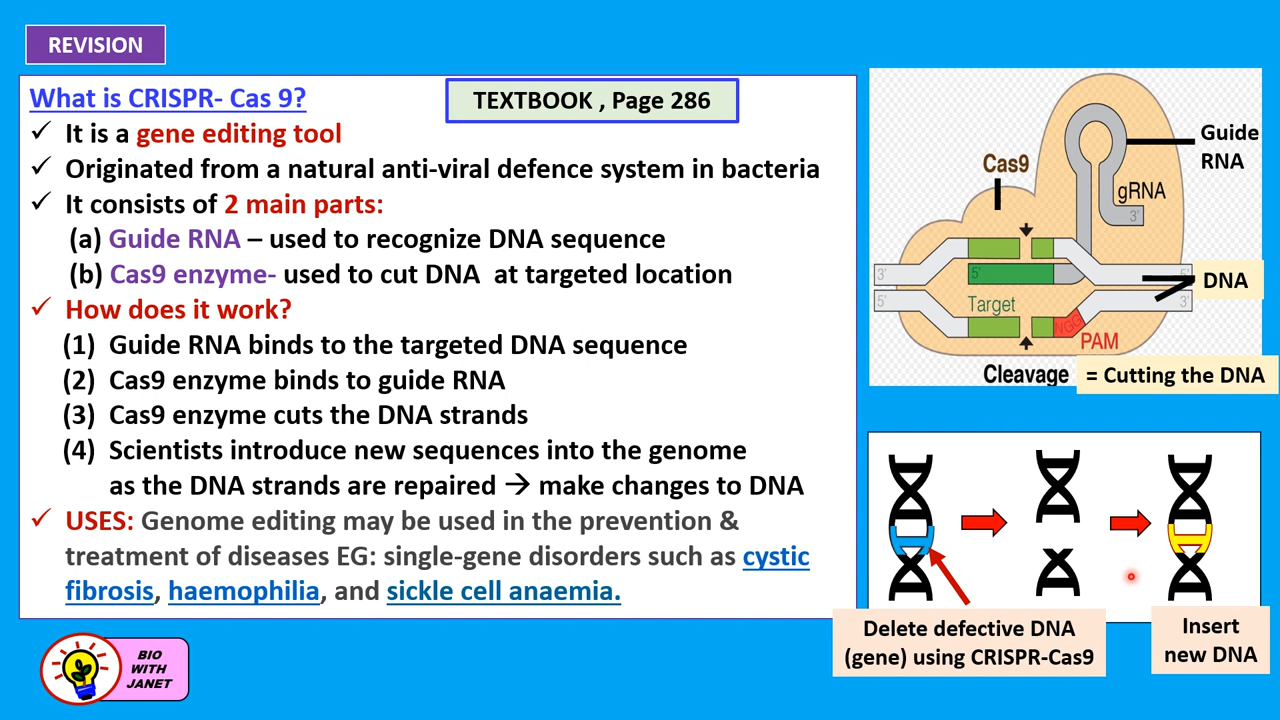 REVISION
What is CRISPR- Cas 9?
TEXTBOOK , Page 286
✓ It is a gene editing tool
✓ Originated from a natural anti-viral defence system in bacteria
✓ It consists of 2 main parts:
(a) Guide RNA – used to recognize DNA sequence
(b) Cas9 enzyme- used to cut DNA at targeted location
✓ How does it work?
(1) Guide RNA binds to the targeted DNA sequence
(2) Cas9 enzyme binds to guide RNA
(3) Cas9 enzyme cuts the DNA strands
(4) Scientists introduce new sequences into the genome
as the DNA strands are repaired → make changes to DNA
✓ USES: Genome editing may be used in the prevention &
treatment of diseases EG: single-gene disorders such as cystic
fibrosis, haemophilia, and sickle cell anaemia.
BIO
WITH
JANET
Guide
RNA
Cas9
gRNA
3'
3'
5'
5'
DNA
5'
3'
Target
NGG
PAM
Cleavage
= Cutting the DNA
Delete defective DNA
(gene) using CRISPR-Cas9
Insert
new DNA